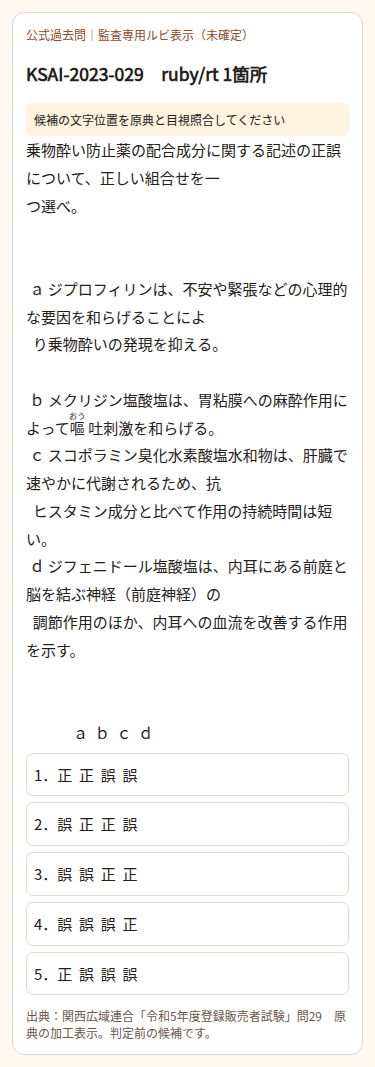 公式過去問｜監査専用ルビ表示（未確定）
KSAI-2023-029　ruby/rt 1箇所
候補の文字位置を原典と目視照合してください
乗物酔い防止薬の配合成分に関する記述の正誤
について、正しい組合せを一
つ選べ。
ａ ジプロフィリンは、不安や緊張などの心理的
な要因を和らげることによ
り乗物酔いの発現を抑える。
ｂ メクリジン塩酸塩は、胃粘膜への麻酔作用に
おう
よって嘔 吐刺激を和らげる。
ｃ スコポラミン臭化水素酸塩水和物は、肝臓で
速やかに代謝されるため、抗
ヒスタミン成分と比べて作用の持続時間は短
い。
ｄ ジフェニドール塩酸塩は、内耳にある前庭と
脳を結ぶ神経（前庭神経）の
調節作用のほか、内耳への血流を改善する作用
を示す。
ａ ｂ ｃ ｄ
1．正 正 誤 誤
2．誤 正 正 誤
3．誤 誤 正 正
4．誤 誤 誤 正
5．正 誤 誤 誤
出典：関西広域連合「令和5年度登録販売者試験」問29　原
典の加工表示。判定前の候補です。